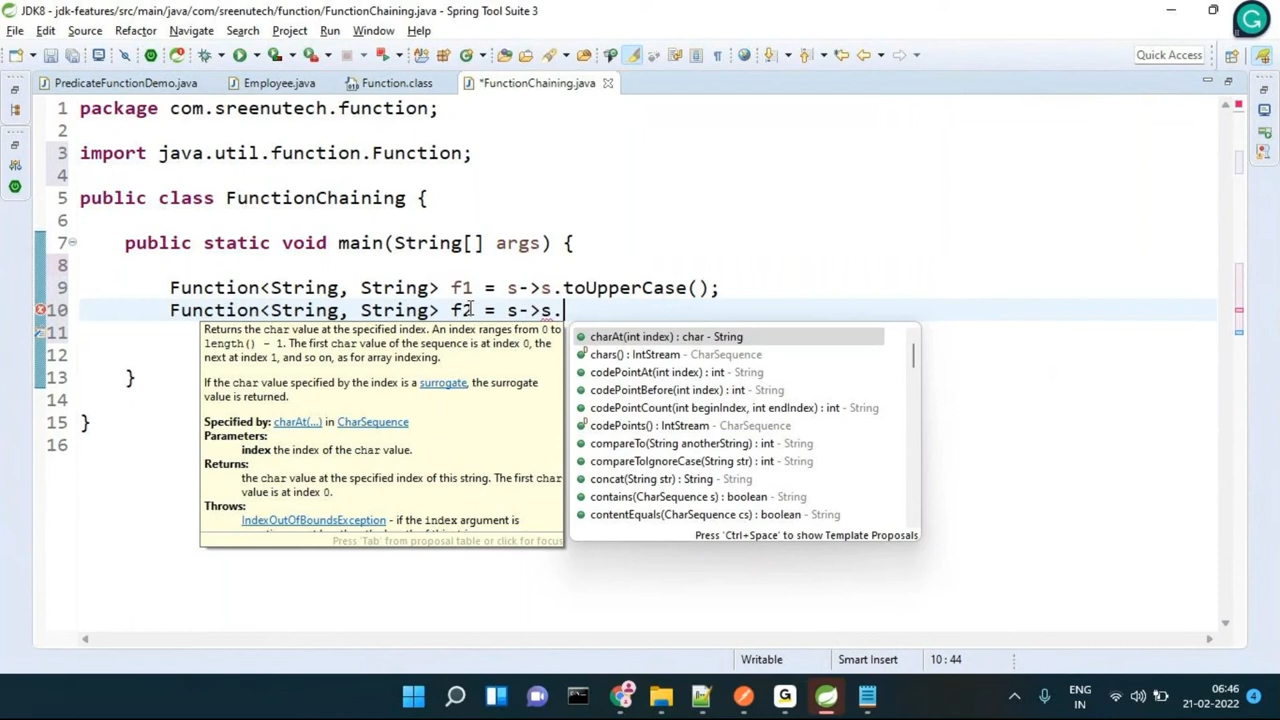 JDK8 - jdk-features/src/main/java/com/sreenutech/function/FunctionChaining.java - Spring Tool Suite 3
File Edit Source Refactor Navigate Search Project Run Window Help
Quick Access
PredicateFunctionDemo.java Employee.java Function.class *FunctionChaining.java
1 package com.sreenutech.function;
2
3 import java.util.function.Function;
4
5 public class FunctionChaining {
6
7 public static void main(String[] args) {
8
9 Function<String, String> f1 = s->s.toUpperCase();
10 Function<String, String> f2 = s->s.
11
12
13 }
14
15 }
16
Returns the char value at the specified index. An index ranges from 0 to
length() - 1. The first char value of the sequence is at index 0, the
next at index 1, and so on, as for array indexing.
If the char value specified by the index is a surrogate, the surrogate
value is returned.
Specified by: charAt(...) in CharSequence
Parameters:
index the index of the char value.
Returns:
the char value at the specified index of this string. The first char
value is at index 0.
Throws:
IndexOutOfBoundsException - if the index argument is
Press 'Tab' from proposal table or click for focus
charAt(int index) : char - String
chars() : IntStream - CharSequence
codePointAt(int index) : int - String
codePointBefore(int index) : int - String
codePointCount(int beginIndex, int endIndex) : int - String
codePoints() : IntStream - CharSequence
compareTo(String anotherString) : int - String
compareToIgnoreCase(String str) : int - String
concat(String str) : String - String
contains(CharSequence s) : boolean - String
contentEquals(CharSequence cs) : boolean - String
Press 'Ctrl+Space' to show Template Proposals
Writable Smart Insert 10 : 44
ENG
IN
06:46
21-02-2022
4